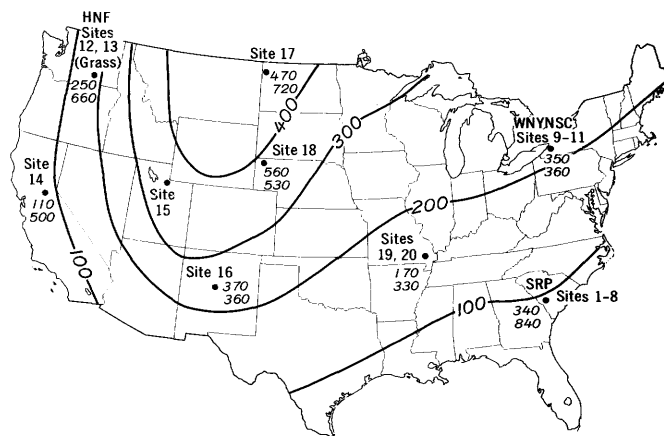 HNF
Sites
12, 13
(Grass)
250
660
Site 17
470
720
400
300
WNYNSC
Sites 9–11
350
360
Site 18
560
530
Site
14
110
500
Site
15
200
100
Site 16
370
360
Sites
19, 20
170
330
100
SRP
Sites 1–8
340
840